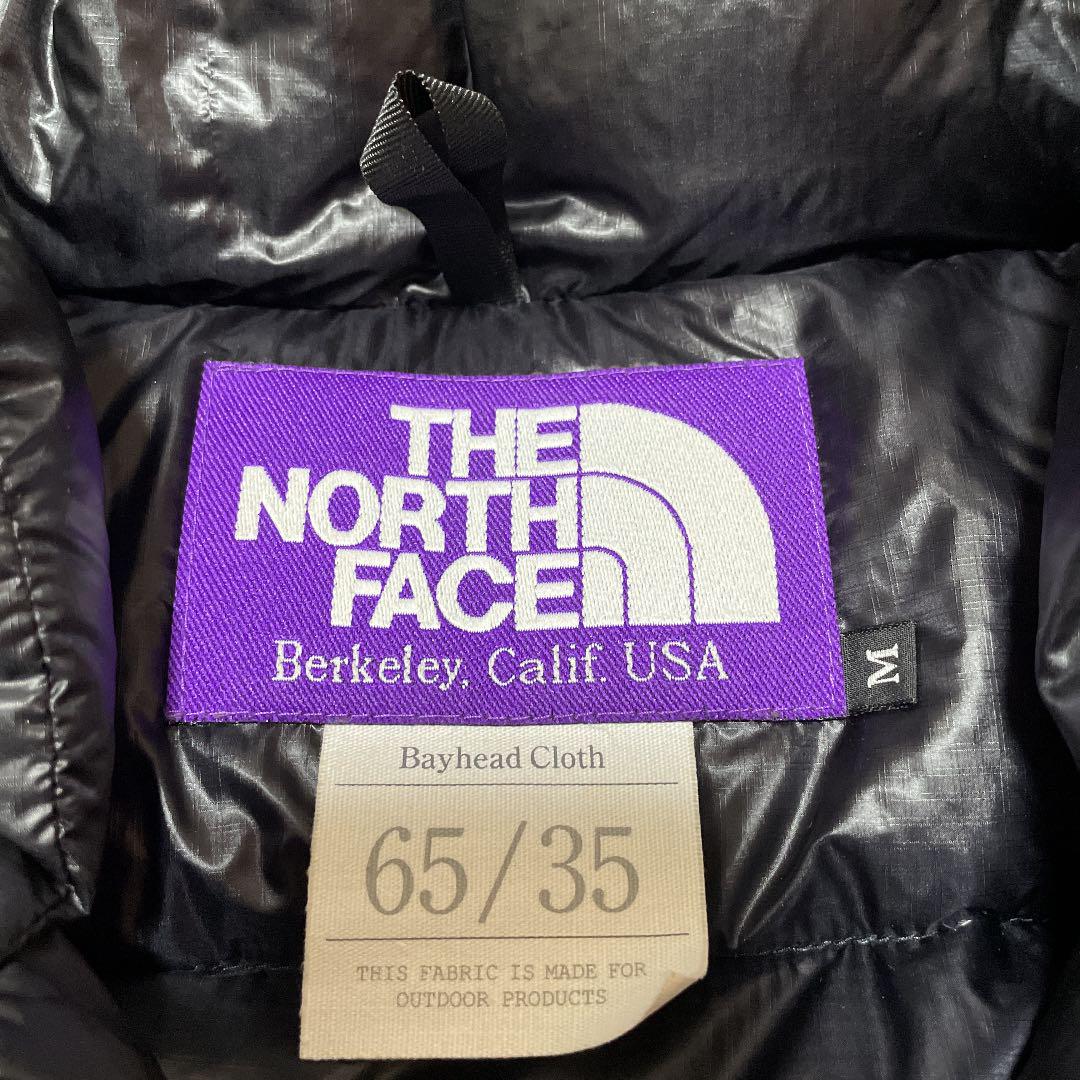 THE
NORTH
FACE
Berkeley, Calif. USA
M
Bayhead Cloth
65/35
THIS FABRIC IS MADE FOR
OUTDOOR PRODUCTS